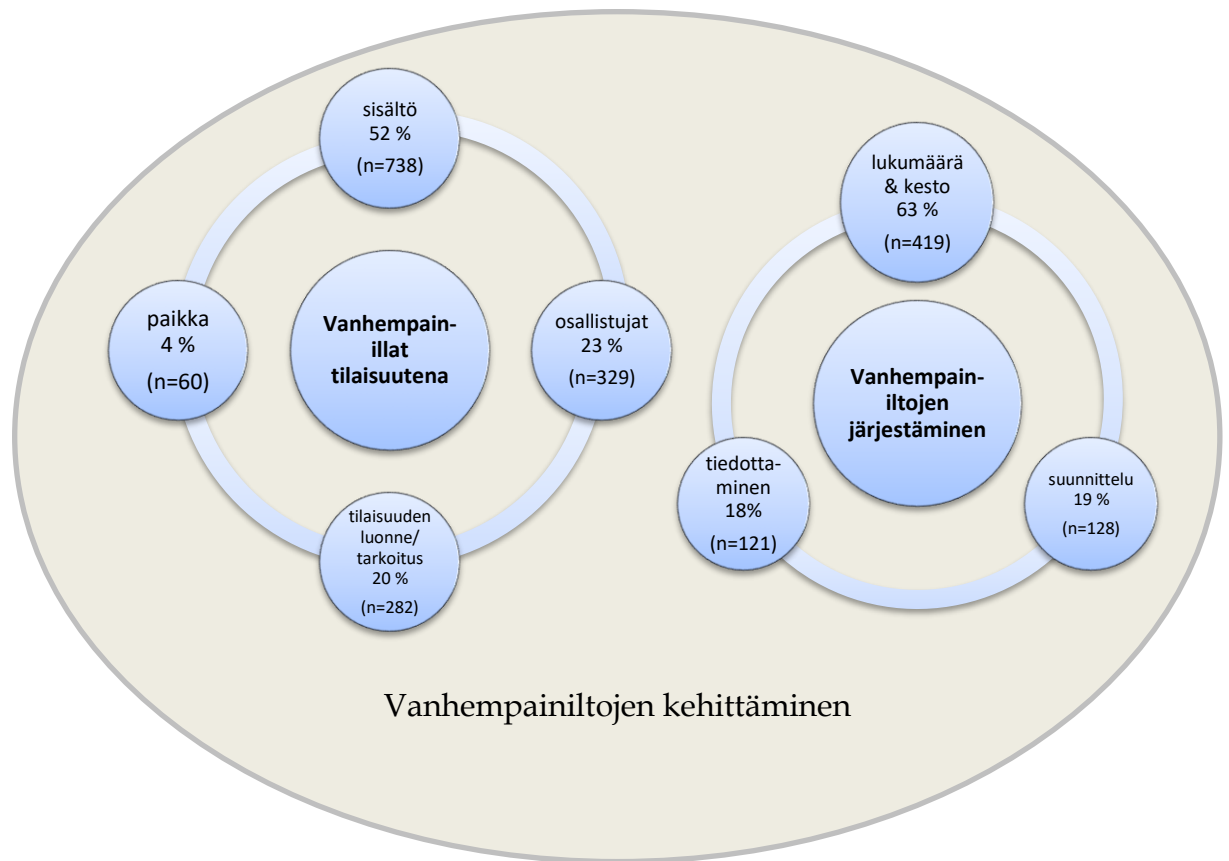 sisältö
52 %
(n=738)
paikka
4 %
(n=60)
Vanhempain-
illat
tilaisuutena
osallistujat
23 %
(n=329)
tilaisuuden
luonne/
tarkoitus
20 %
(n=282)
lukumäärä
& kesto
63 %
(n=419)
Vanhempain-
iltojen
järjestäminen
tiedotta-
minen
18%
(n=121)
suunnittelu
19 %
(n=128)
Vanhempainiltojen kehittäminen